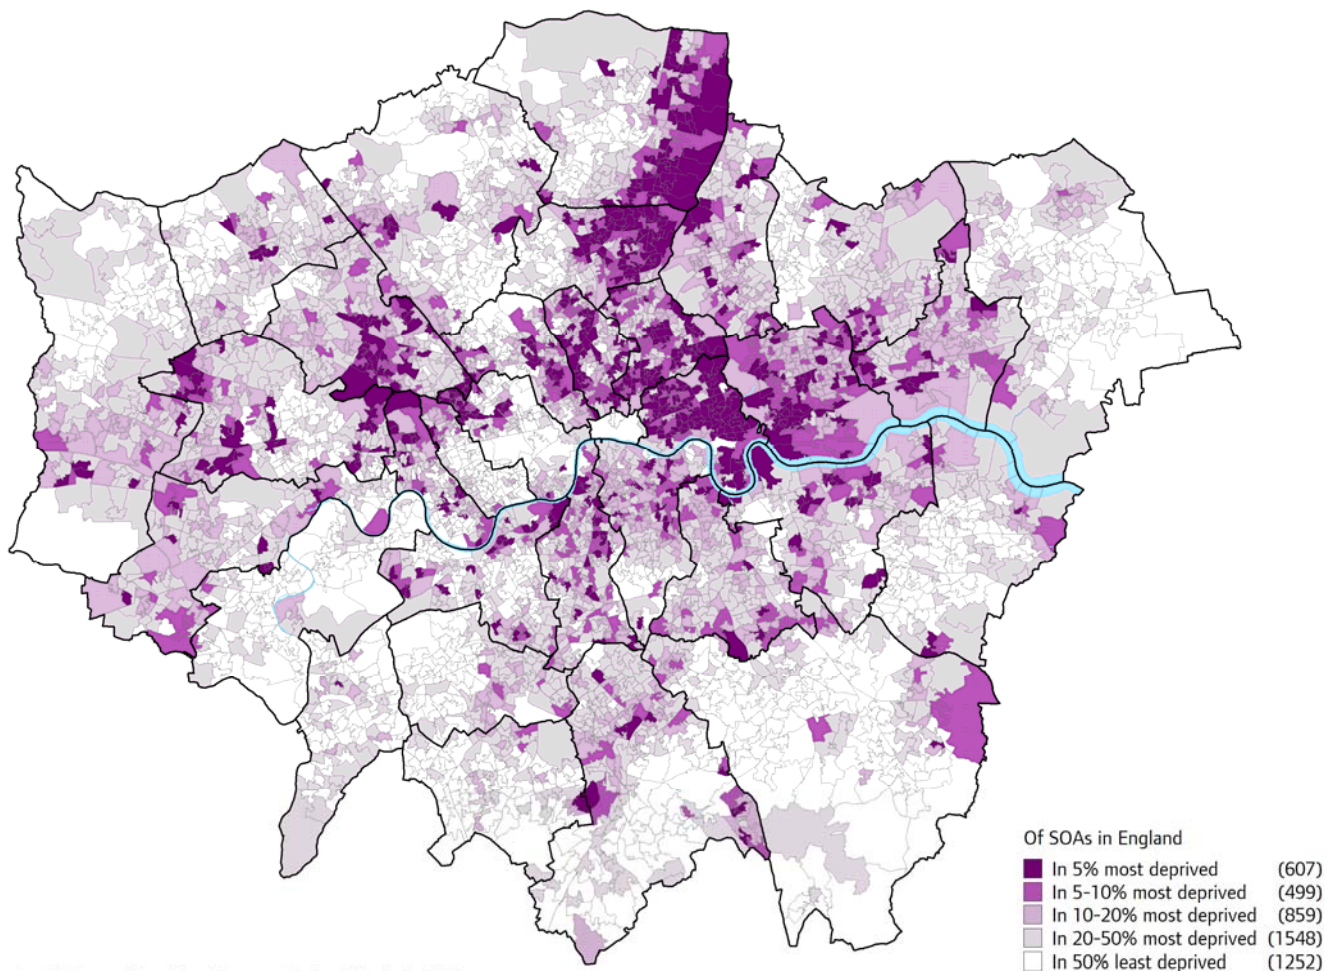 Of SOAs in England
In 5% most deprived (607)
In 5-10% most deprived (499)
In 10-20% most deprived (859)
In 20-50% most deprived (1548)
In 50% least deprived (1252)